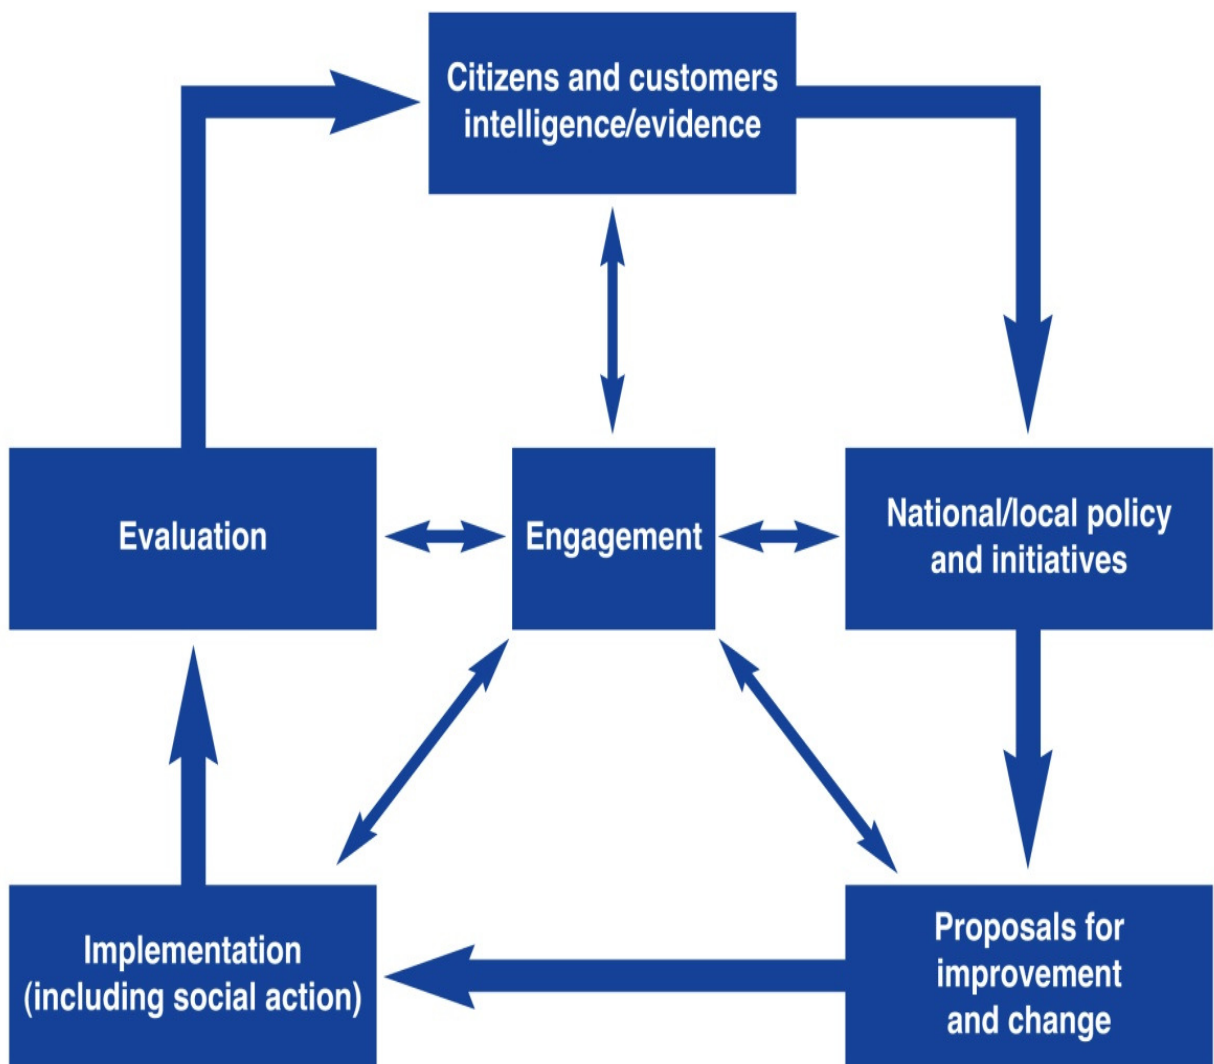 Citizens and customers
intelligence/evidence
Evaluation
Engagement
National/local policy
and initiatives
Implementation
(including social action)
Proposals for
improvement
and change